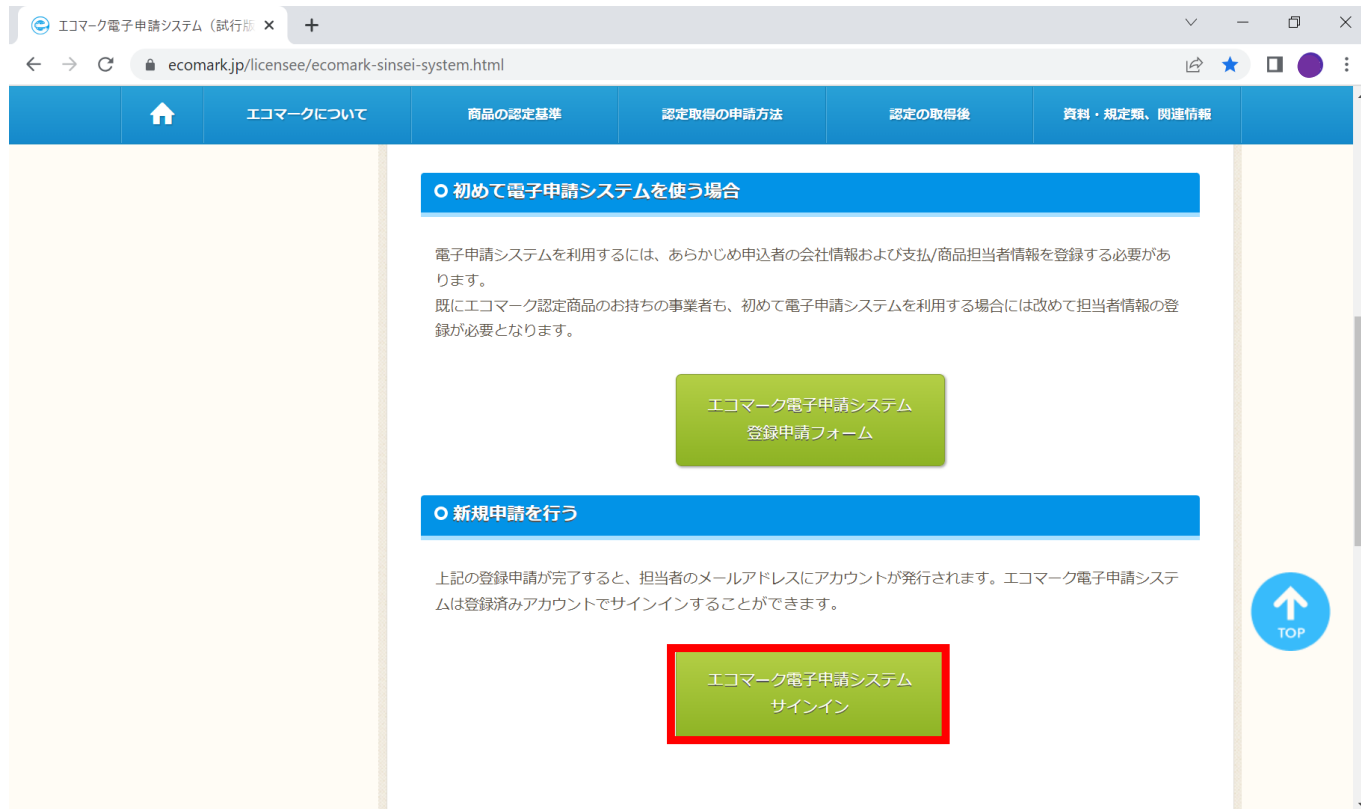 エコマーク電子申請システム（試行版
ecomark.jp/licensee/ecomark-sinsei-system.html
エコマークについて
商品の認定基準
認定取得の申請方法
認定の取得後
資料・規定類、関連情報
初めて電子申請システムを使う場合
電子申請システムを利用するには、あらかじめ申込者の会社情報および支払/商品担当者情報を登録する必要があ
ります。
既にエコマーク認定商品のお持ちの事業者も、初めて電子申請システムを利用する場合には改めて担当者情報の登
録が必要となります。
エコマーク電子申請システム
登録申請フォーム
新規申請を行う
上記の登録申請が完了すると、担当者のメールアドレスにアカウントが発行されます。エコマーク電子申請システ
ムは登録済みアカウントでサインインすることができます。
TOP
エコマーク電子申請システム
サインイン